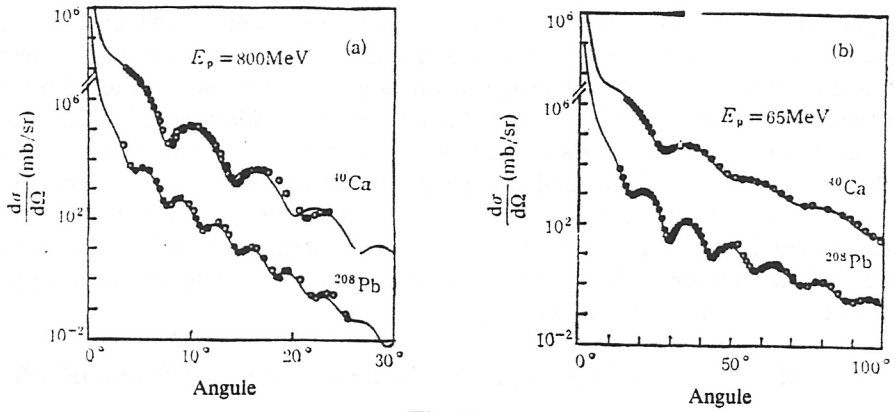 10⁶
10⁶
10²
10⁻²
dσ/dΩ (mb/sr)
E_p = 800MeV
(a)
⁴⁰Ca
²⁰⁸Pb
0° 10° 20° 30°
Angule
10⁶
10⁶
10²
10⁻²
dσ/dΩ (mb/sr)
(b)
E_p = 65MeV
⁴⁰Ca
²⁰⁸Pb
0° 50° 100°
Angule